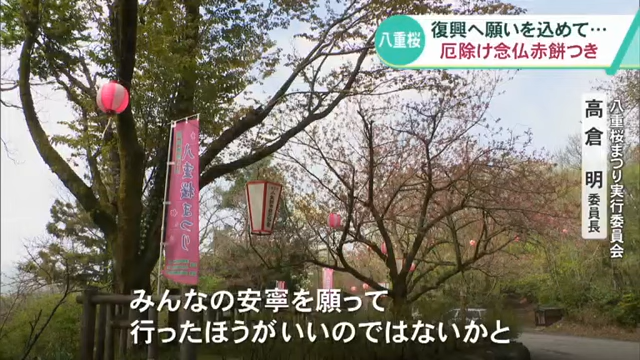 八重桜
復興へ願いを込めて…
厄除け念仏赤餅つき
八重桜まつり実行委員会
高倉 明 委員長
八重桜まつり
みんなの安寧を願って
行ったほうがいいのではないかと